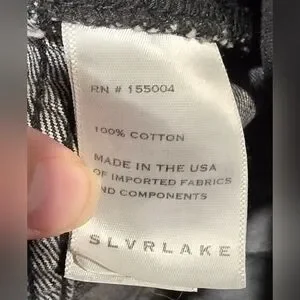 RN # 155004
100% COTTON
MADE IN THE USA
OF IMPORTED FABRICS
AND COMPONENTS
SLVRLAKE